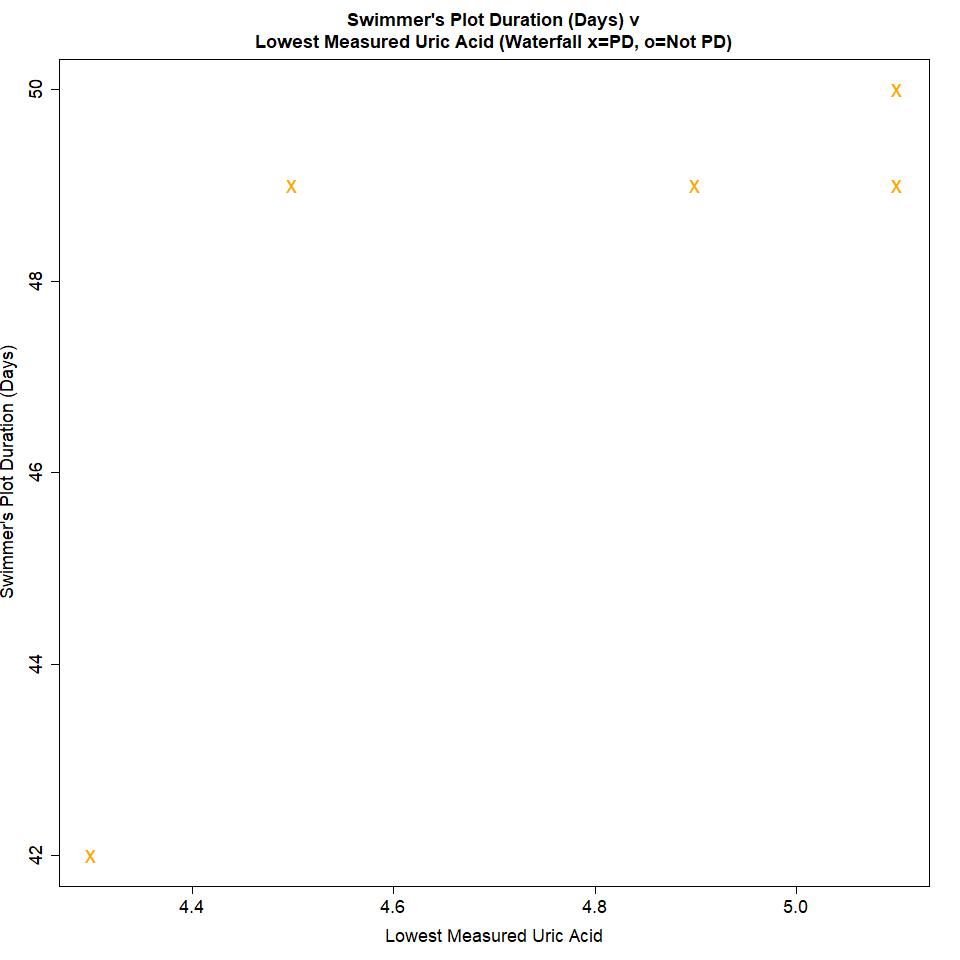 Swimmer's Plot Duration (Days) v
Lowest Measured Uric Acid (Waterfall x=PD, o=Not PD)
Swimmer's Plot Duration (Days)
50
48
46
44
42
X
X
X
X
X
4.4
4.6
4.8
5.0
Lowest Measured Uric Acid